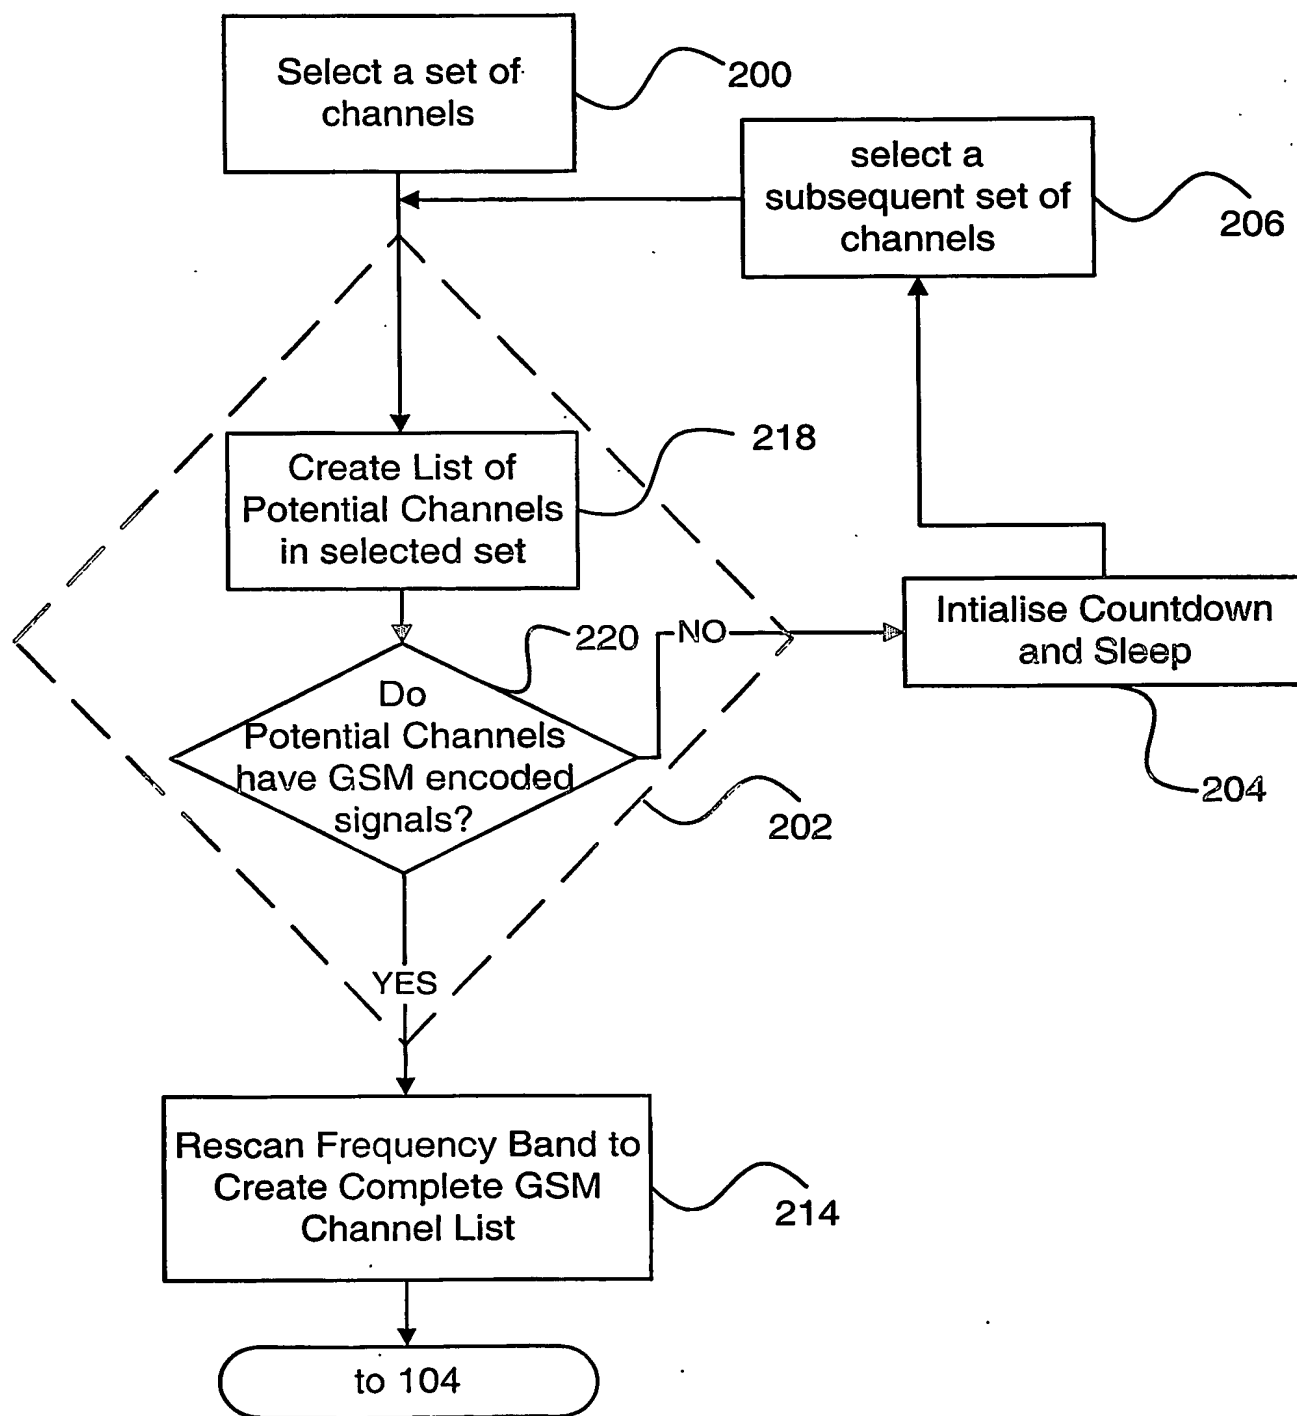 Select a set of
channels
200
select a
subsequent set of
channels
206
Create List of
Potential Channels
in selected set
218
220
NO
Intialise Countdown
and Sleep
204
Do
Potential Channels
have GSM encoded
signals?
202
YES
Rescan Frequency Band to
Create Complete GSM
Channel List
214
to 104